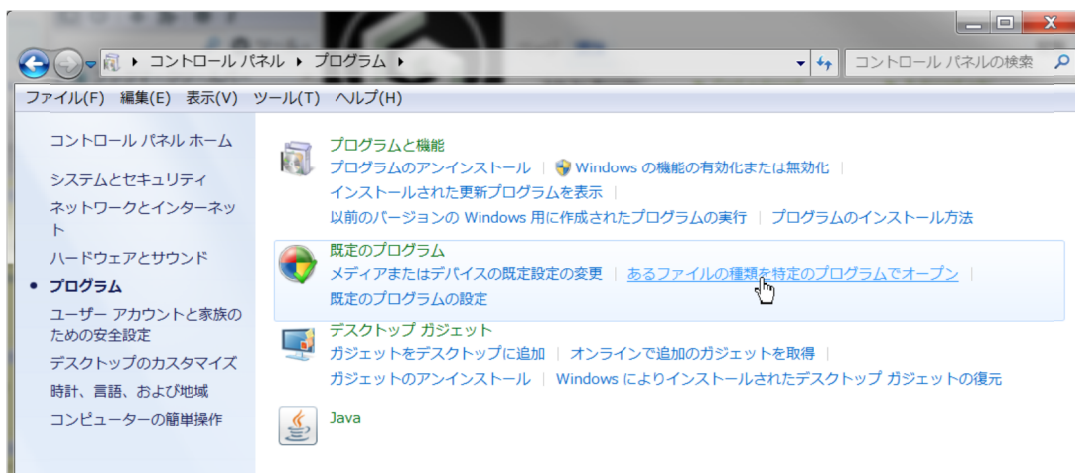 コントロール パネル ▸ プログラム ▸
コントロール パネルの検索
ファイル(F) 編集(E) 表示(V) ツール(T) ヘルプ(H)
コントロール パネル ホーム
システムとセキュリティ
ネットワークとインターネッ
ト
ハードウェアとサウンド
プログラム
ユーザー アカウントと家族の
ための安全設定
デスクトップのカスタマイズ
時計、言語、および地域
コンピューターの簡単操作
プログラムと機能
プログラムのアンインストール | Windows の機能の有効化または無効化 |
インストールされた更新プログラムを表示 |
以前のバージョンの Windows 用に作成されたプログラムの実行 | プログラムのインストール方法
既定のプログラム
メディアまたはデバイスの既定設定の変更 | あるファイルの種類を特定のプログラムでオープン |
既定のプログラムの設定
デスクトップ ガジェット
ガジェットをデスクトップに追加 | オンラインで追加のガジェットを取得 |
ガジェットのアンインストール | Windows によりインストールされたデスクトップ ガジェットの復元
Java